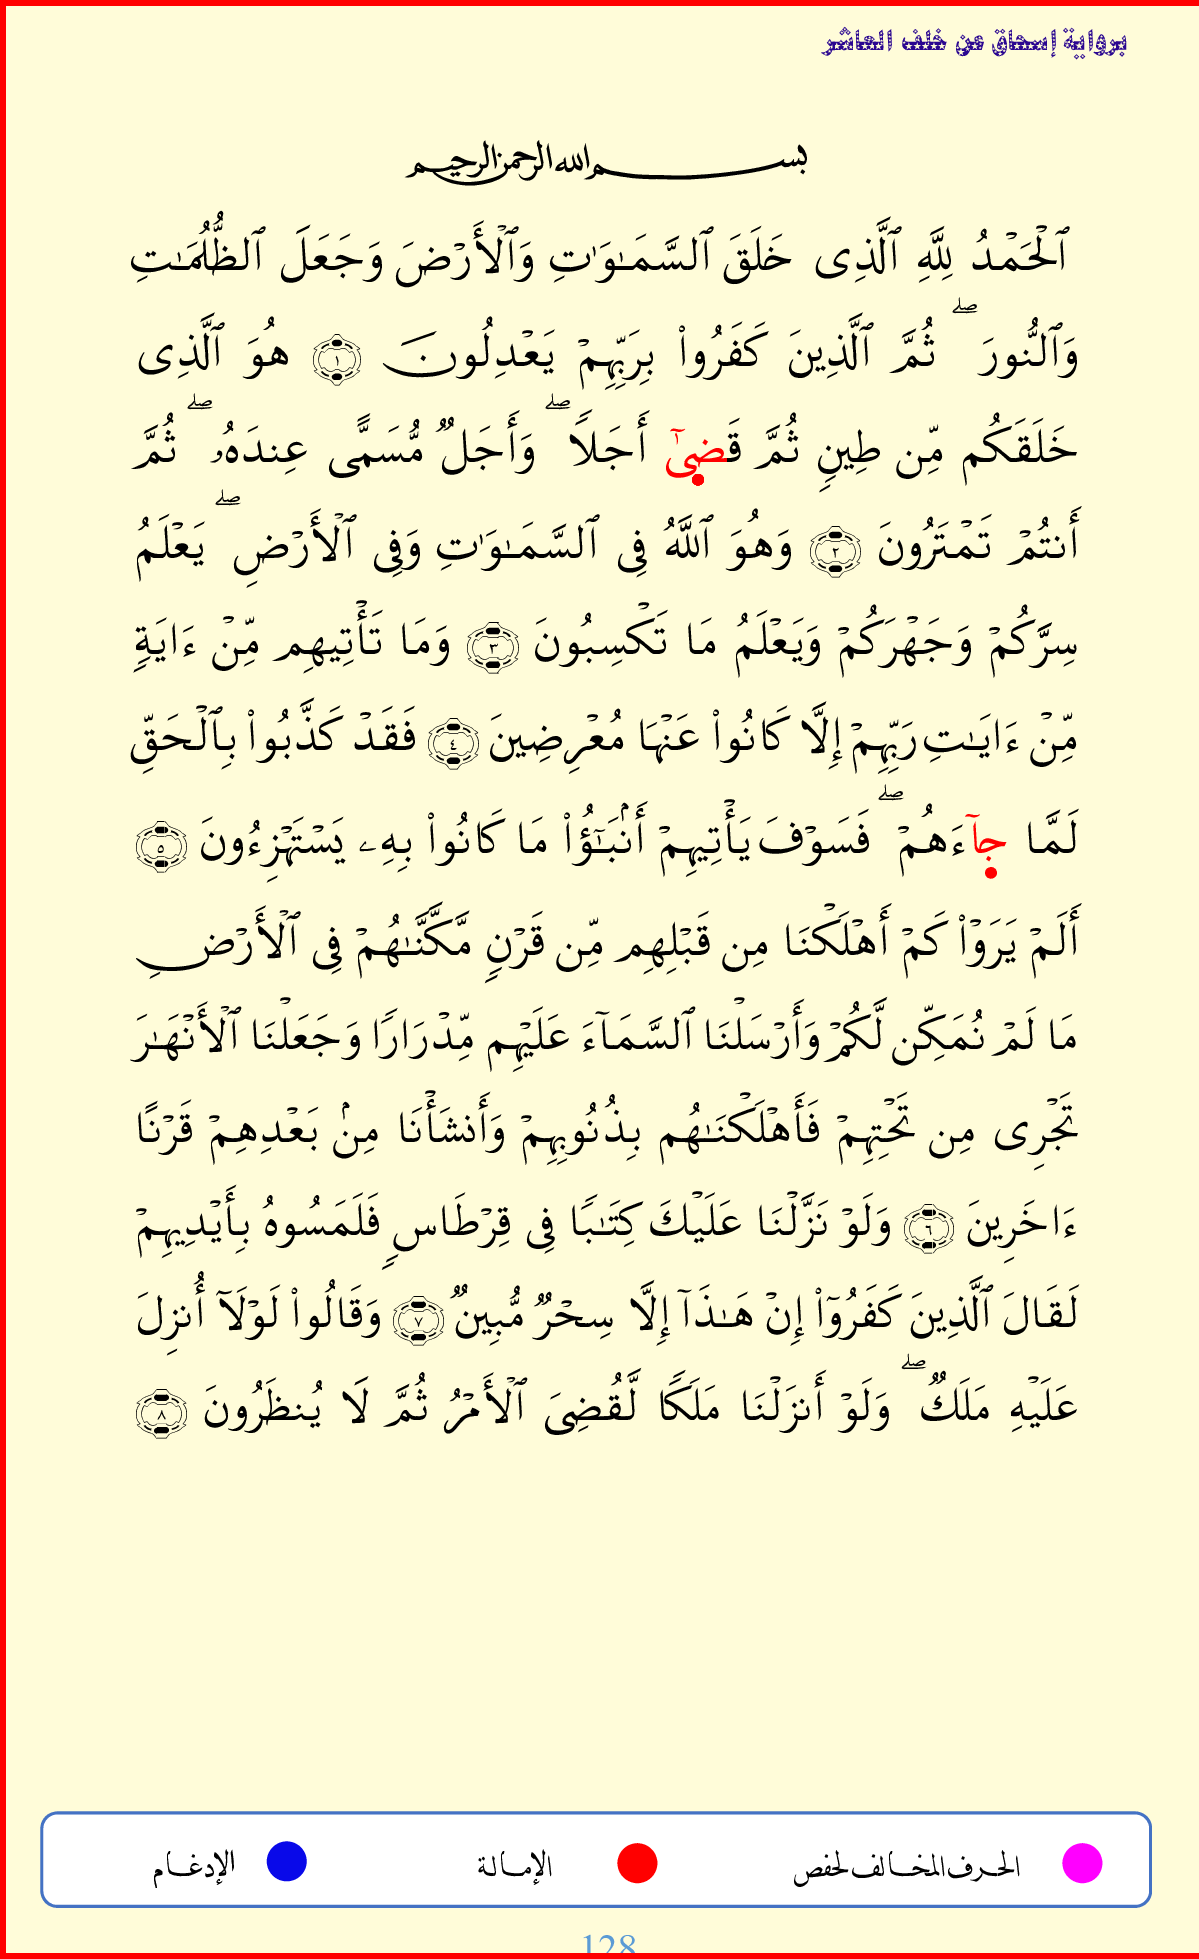 برواية إسحاق عن خلف العاشر
بسم الله الرحمن الرحيم
ٱلْحَمْدُ لِلَّهِ ٱلَّذِى خَلَقَ ٱلسَّمَـٰوَٰتِ وَٱلْأَرْضَ وَجَعَلَ ٱلظُّلُمَـٰتِ
وَٱلنُّورَ ۖ ثُمَّ ٱلَّذِينَ كَفَرُوا۟ بِرَبِّهِمْ يَعْدِلُونَ ١ هُوَ ٱلَّذِى
خَلَقَكُم مِّن طِينٍ ثُمَّ قَضِىٓ أَجَلًا ۖ وَأَجَلٌ مُّسَمًّى عِندَهُۥ ۖ ثُمَّ
أَنتُمْ تَمْتَرُونَ ٢ وَهُوَ ٱللَّهُ فِى ٱلسَّمَـٰوَٰتِ وَفِى ٱلْأَرْضِ ۖ يَعْلَمُ
سِرَّكُمْ وَجَهْرَكُمْ وَيَعْلَمُ مَا تَكْسِبُونَ ٣ وَمَا تَأْتِيهِم مِّنْ ءَايَةٍ
مِّنْ ءَايَـٰتِ رَبِّهِمْ إِلَّا كَانُوا۟ عَنْهَا مُعْرِضِينَ ٤ فَقَدْ كَذَّبُوا۟ بِٱلْحَقِّ
لَمَّا جِآءَهُمْ ۖ فَسَوْفَ يَأْتِيهِمْ أَنۢبَـٰٓؤُا۟ مَا كَانُوا۟ بِهِۦ يَسْتَهْزِءُونَ ٥
أَلَمْ يَرَوْا۟ كَمْ أَهْلَكْنَا مِن قَبْلِهِم مِّن قَرْنٍ مَّكَّنَّـٰهُمْ فِى ٱلْأَرْضِ
مَا لَمْ نُمَكِّن لَّكُمْ وَأَرْسَلْنَا ٱلسَّمَآءَ عَلَيْهِم مِّدْرَارًا وَجَعَلْنَا ٱلْأَنْهَـٰرَ
تَجْرِى مِن تَحْتِهِمْ فَأَهْلَكْنَـٰهُم بِذُنُوبِهِمْ وَأَنشَأْنَا مِنۢ بَعْدِهِمْ قَرْنًا
ءَاخَرِينَ ٦ وَلَوْ نَزَّلْنَا عَلَيْكَ كِتَـٰبًا فِى قِرْطَاسٍ فَلَمَسُوهُ بِأَيْدِيهِمْ
لَقَالَ ٱلَّذِينَ كَفَرُوٓا۟ إِنْ هَـٰذَآ إِلَّا سِحْرٌ مُّبِينٌ ٧ وَقَالُوا۟ لَوْلَآ أُنزِلَ
عَلَيْهِ مَلَكٌ ۖ وَلَوْ أَنزَلْنَا مَلَكًا لَّقُضِىَ ٱلْأَمْرُ ثُمَّ لَا يُنظَرُونَ ٨
الحرف المخالف لحفص الإمالة الإدغام
128